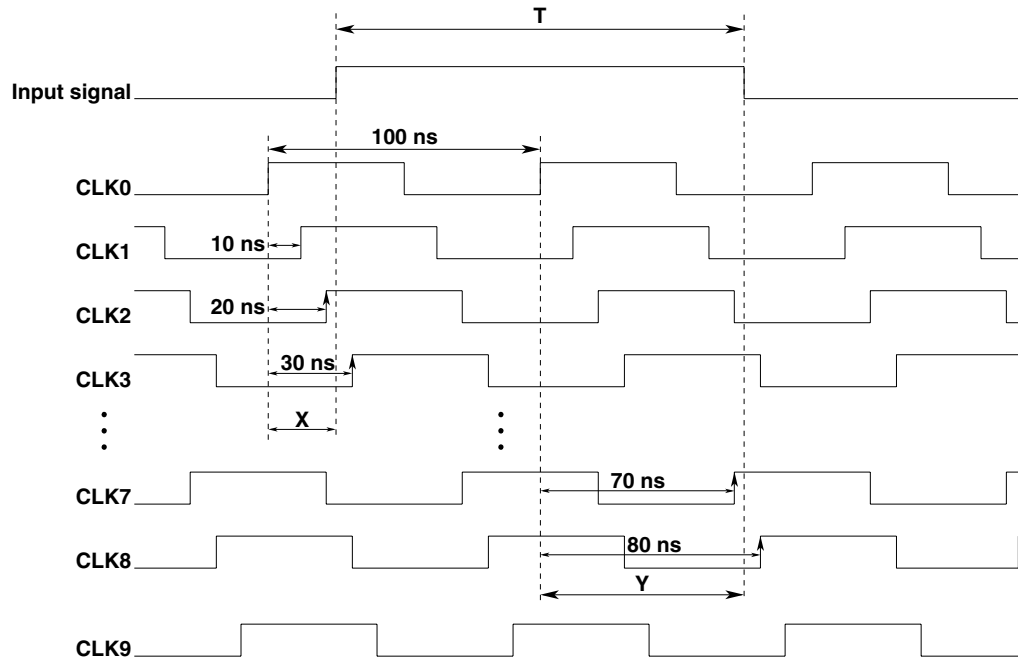 T
Input signal
100 ns
CLK0
10 ns
CLK1
20 ns
CLK2
30 ns
CLK3
X
70 ns
CLK7
80 ns
CLK8
Y
CLK9